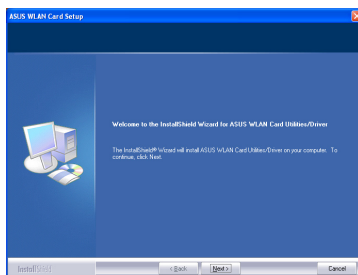 ASUS WLAN Card Setup
Welcome to the InstallShield Wizard for ASUS WLAN Card Utilities/Driver
The InstallShield® Wizard will install ASUS WLAN Card Utilities/Driver on your computer. To
continue, click Next.
InstallShield
< Back
Next >
Cancel